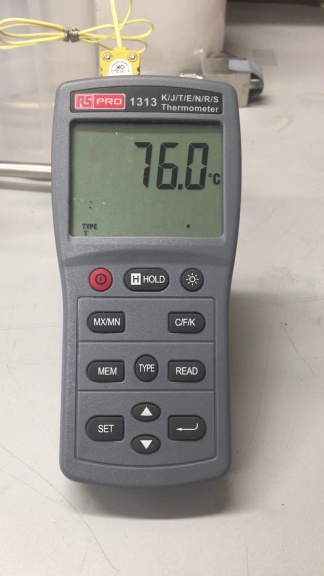 RS PRO 1313 K/J/T/E/N/R/S
Thermometer
76.0 °C
TYPE
T
H HOLD
MX/MN C/F/K
MEM TYPE READ
SET